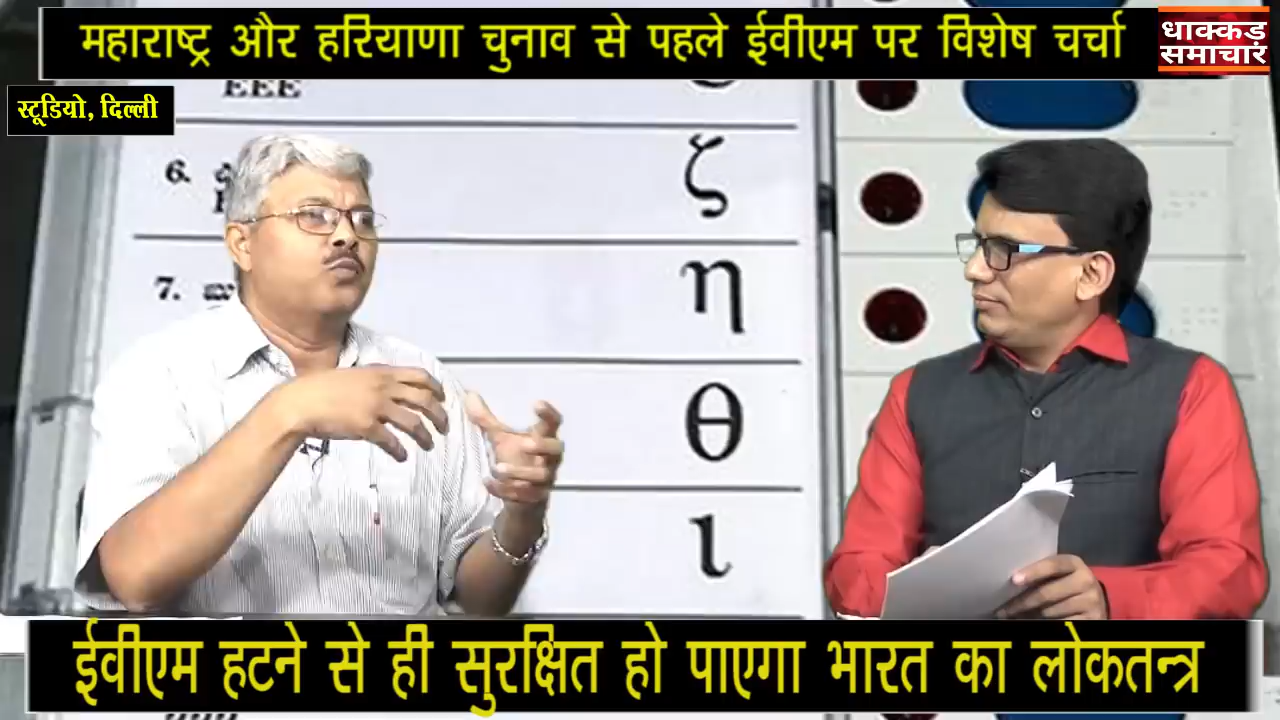 महाराष्ट्र और हरियाणा चुनाव से पहले ईवीएम पर विशेष चर्चा
धाक्कड़
समाचार
स्टूडियो, दिल्ली
EEE
6.
ζ
7.
η
θ
ι
ईवीएम हटने से ही सुरक्षित हो पाएगा भारत का लोकतन्त्र